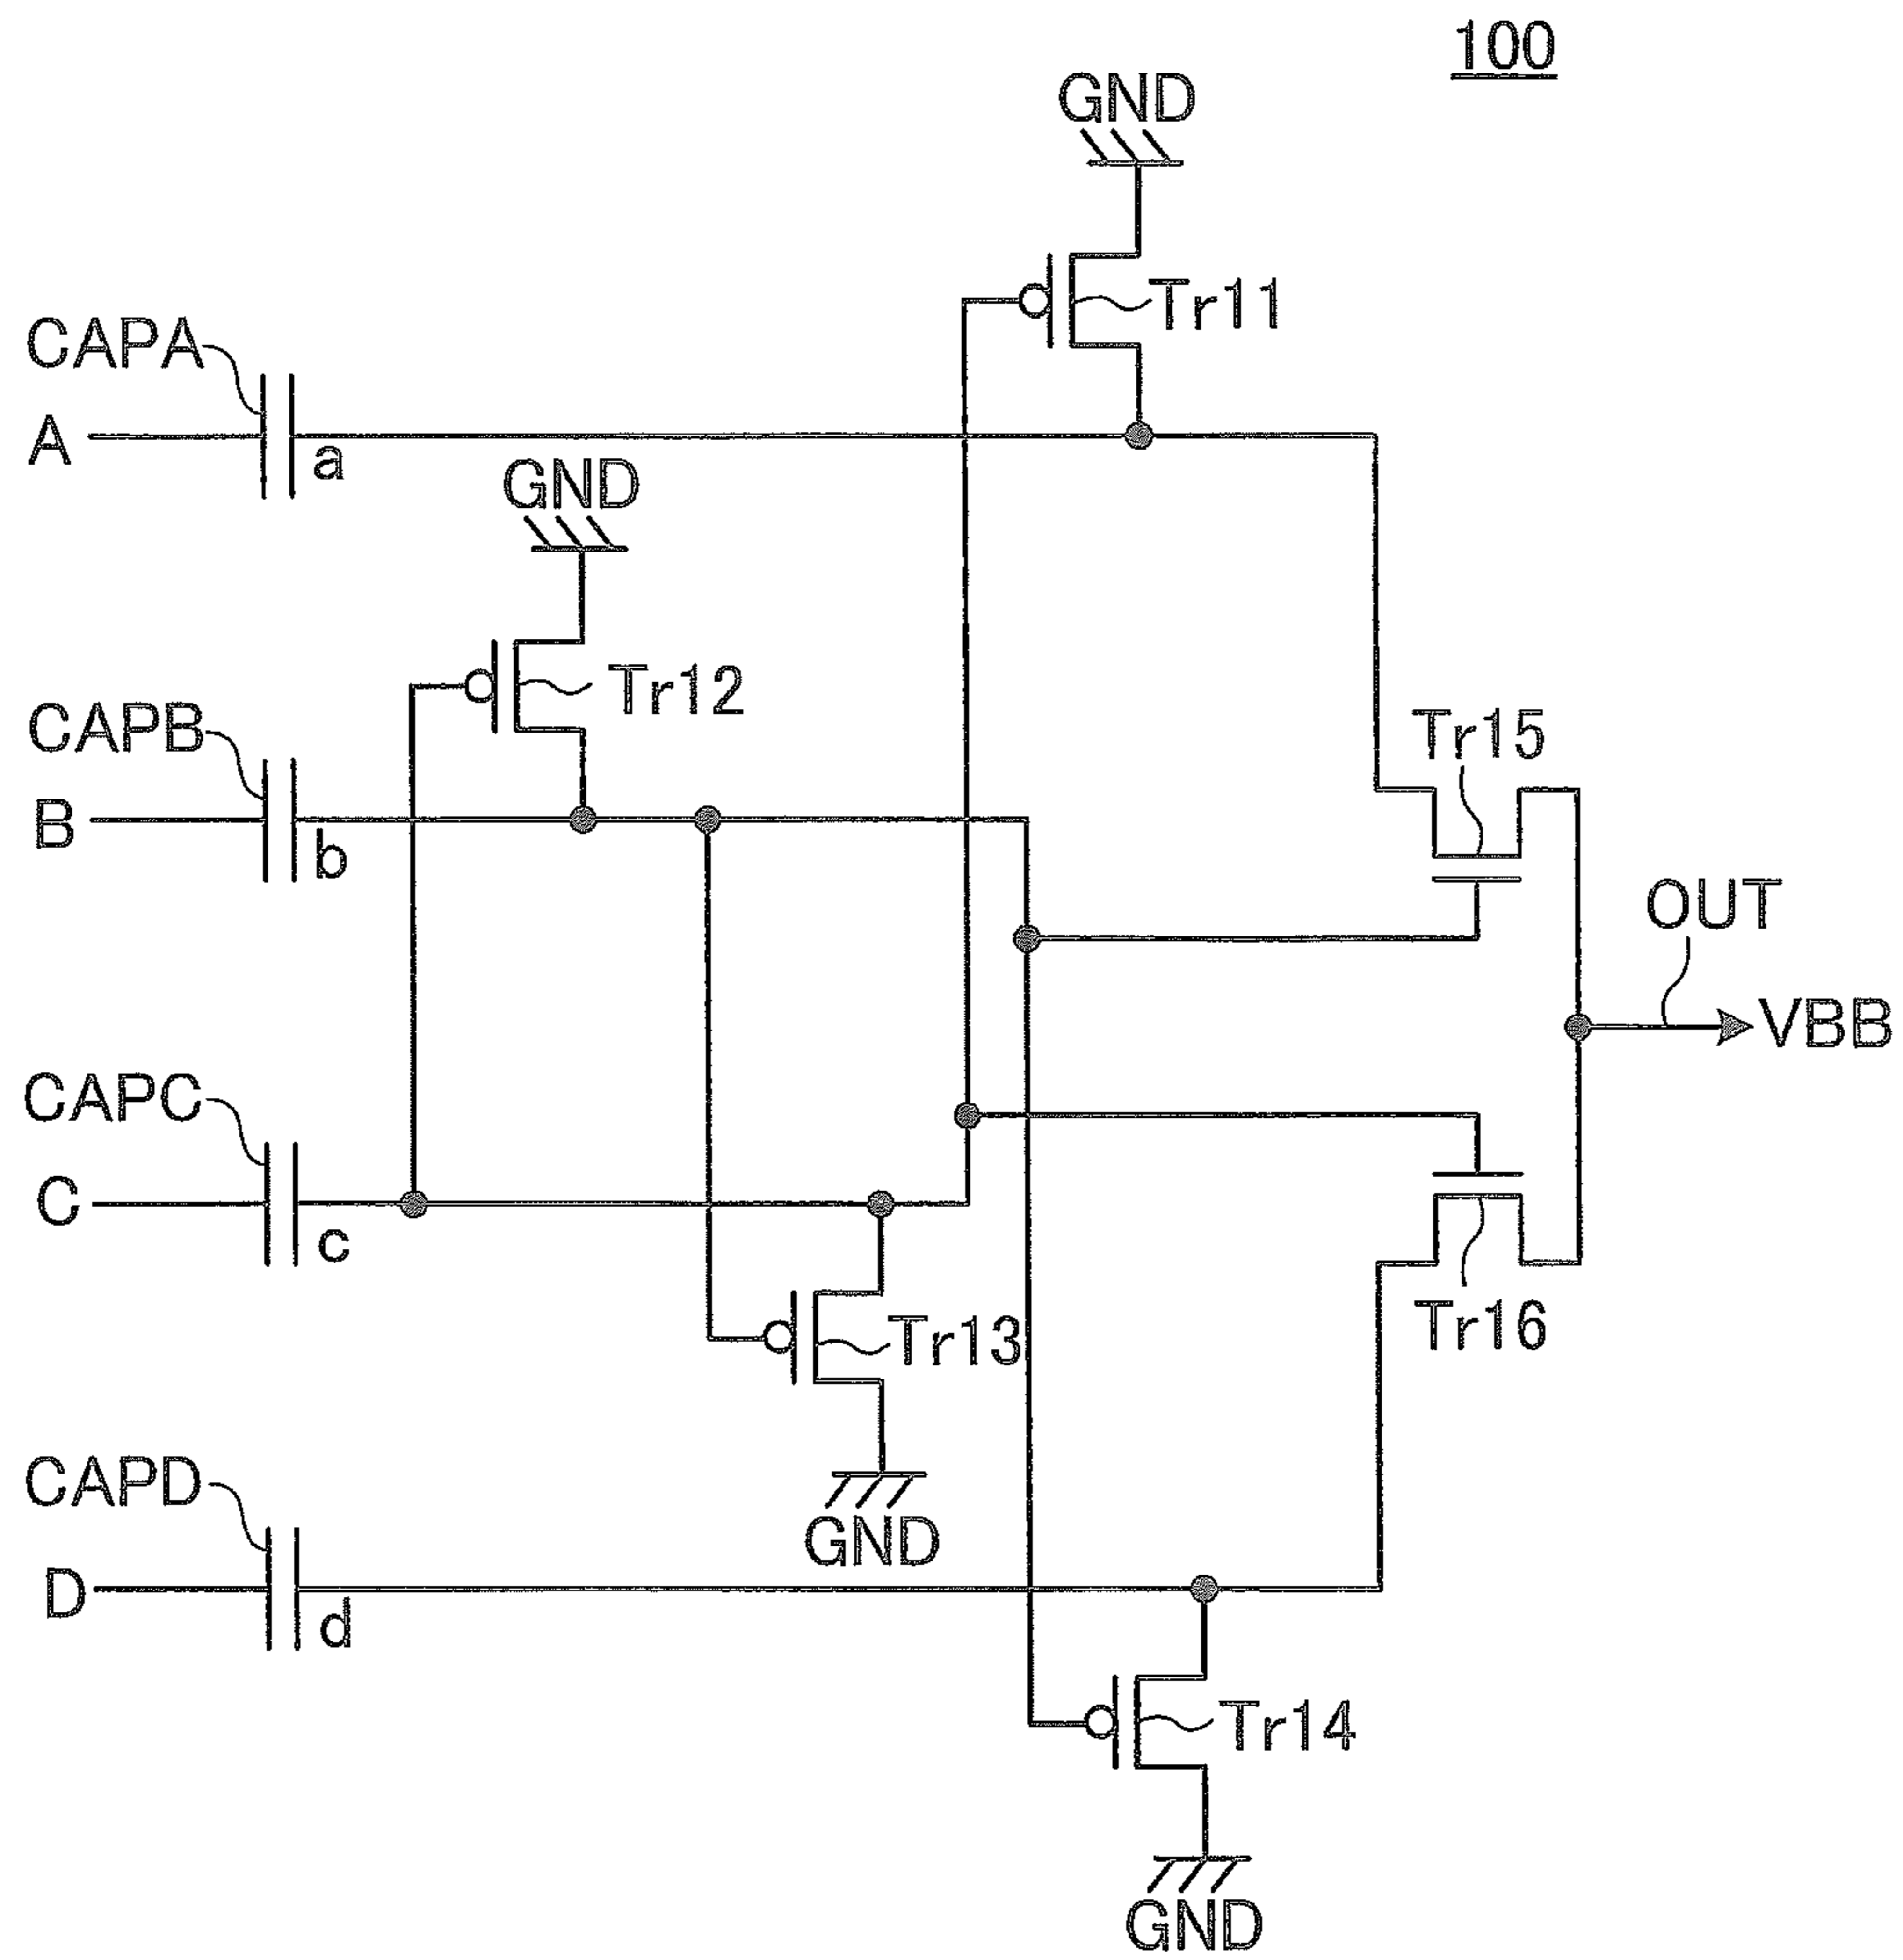 100
GND
Tr11
CAPA
A
a
GND
Tr12
CAPB
B
b
Tr15
OUT
VBB
CAPC
C
c
Tr13
Tr16
GND
CAPD
D
d
Tr14
GND